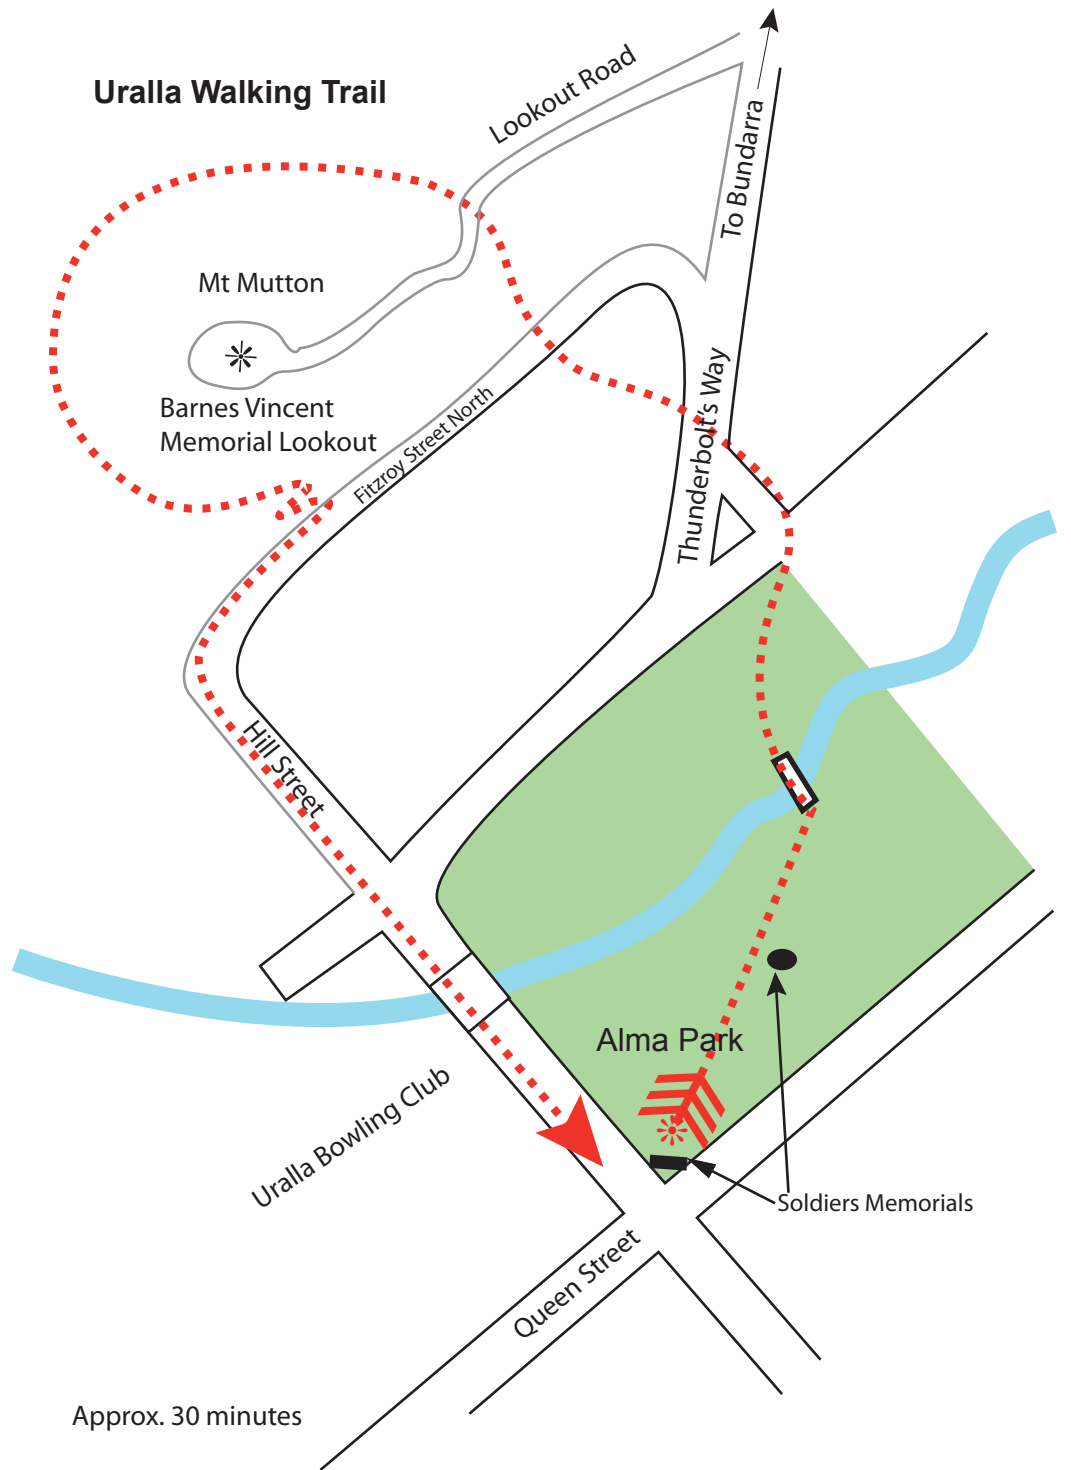 Uralla Walking Trail
Lookout Road
To Bundarra
Mt Mutton
Barnes Vincent
Memorial Lookout
Fitzroy Street North
Thunderbolt's Way
Hill Street
Alma Park
Uralla Bowling Club
Soldiers Memorials
Queen Street
Approx. 30 minutes